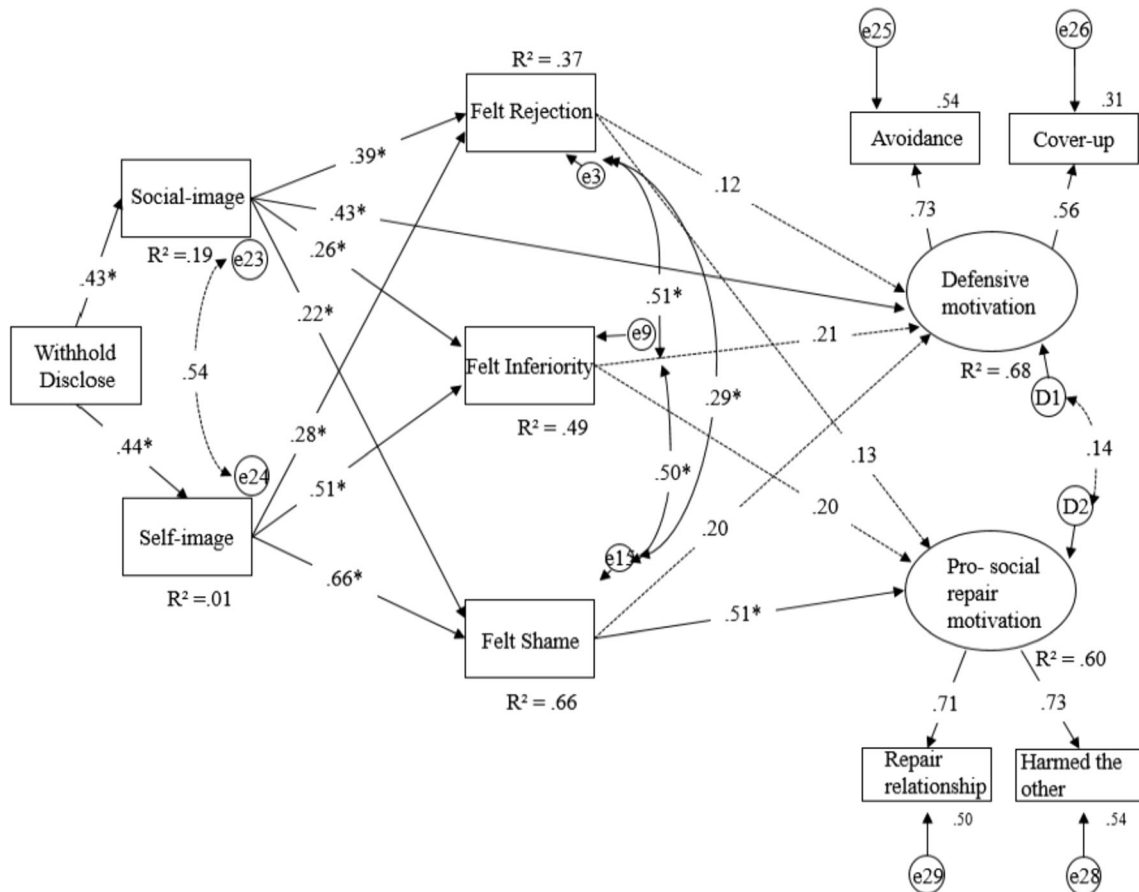 e25
e26
R² = .37
.54
.31
Felt Rejection
Avoidance
Cover-up
.39*
e3
.12
.73
.56
Social-image
.43*
R² =.19
e23
.26*
Defensive
motivation
.43*
.51*
.22*
e9
.21
Withhold
Disclose
Felt Inferiority
R² = .68
.54
.29*
D1
R² = .49
.28*
.14
.44*
.13
.50*
e24
.51*
D2
.20
.20
Self-image
e15
Pro- social
repair
motivation
.66*
R² =.01
.51*
Felt Shame
R² = .60
R² = .66
.71
.73
Repair
relationship
Harmed the
other
.50
.54
e29
e28